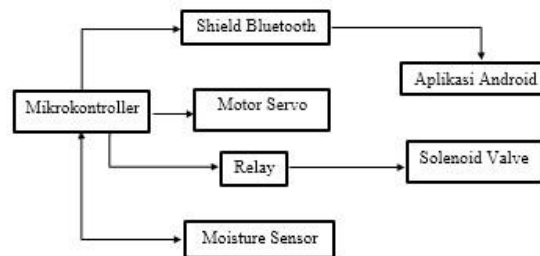 Shield Bluetooth
Aplikasi Android
Mikrokontroller
Motor Servo
Relay
Solenoid Valve
Moisture Sensor